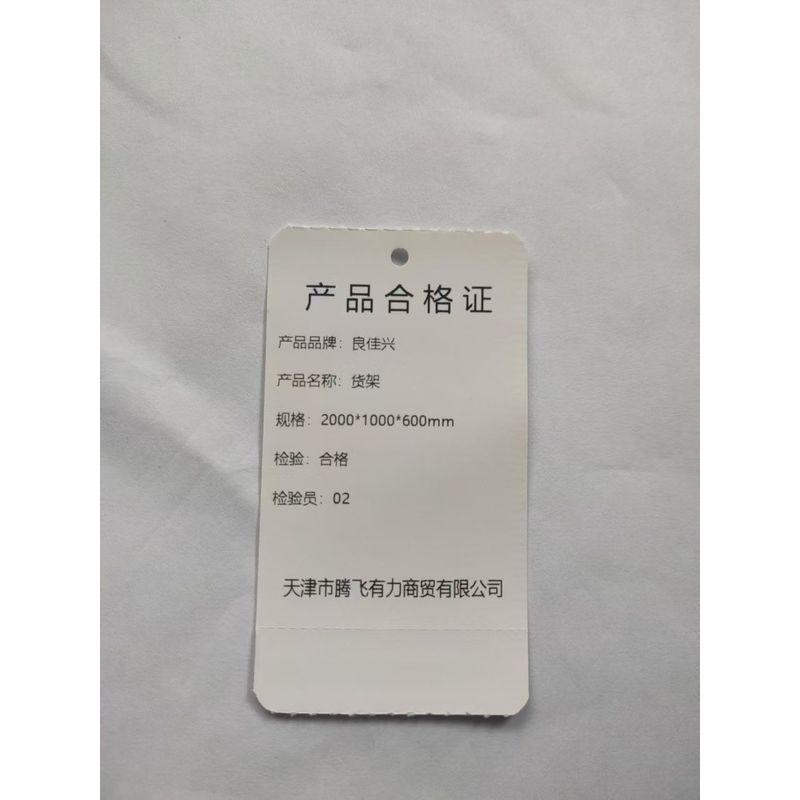 产品合格证
产品品牌：良佳兴
产品名称：货架
规格：2000*1000*600mm
检验：合格
检验员：02
天津市腾飞有力商贸有限公司